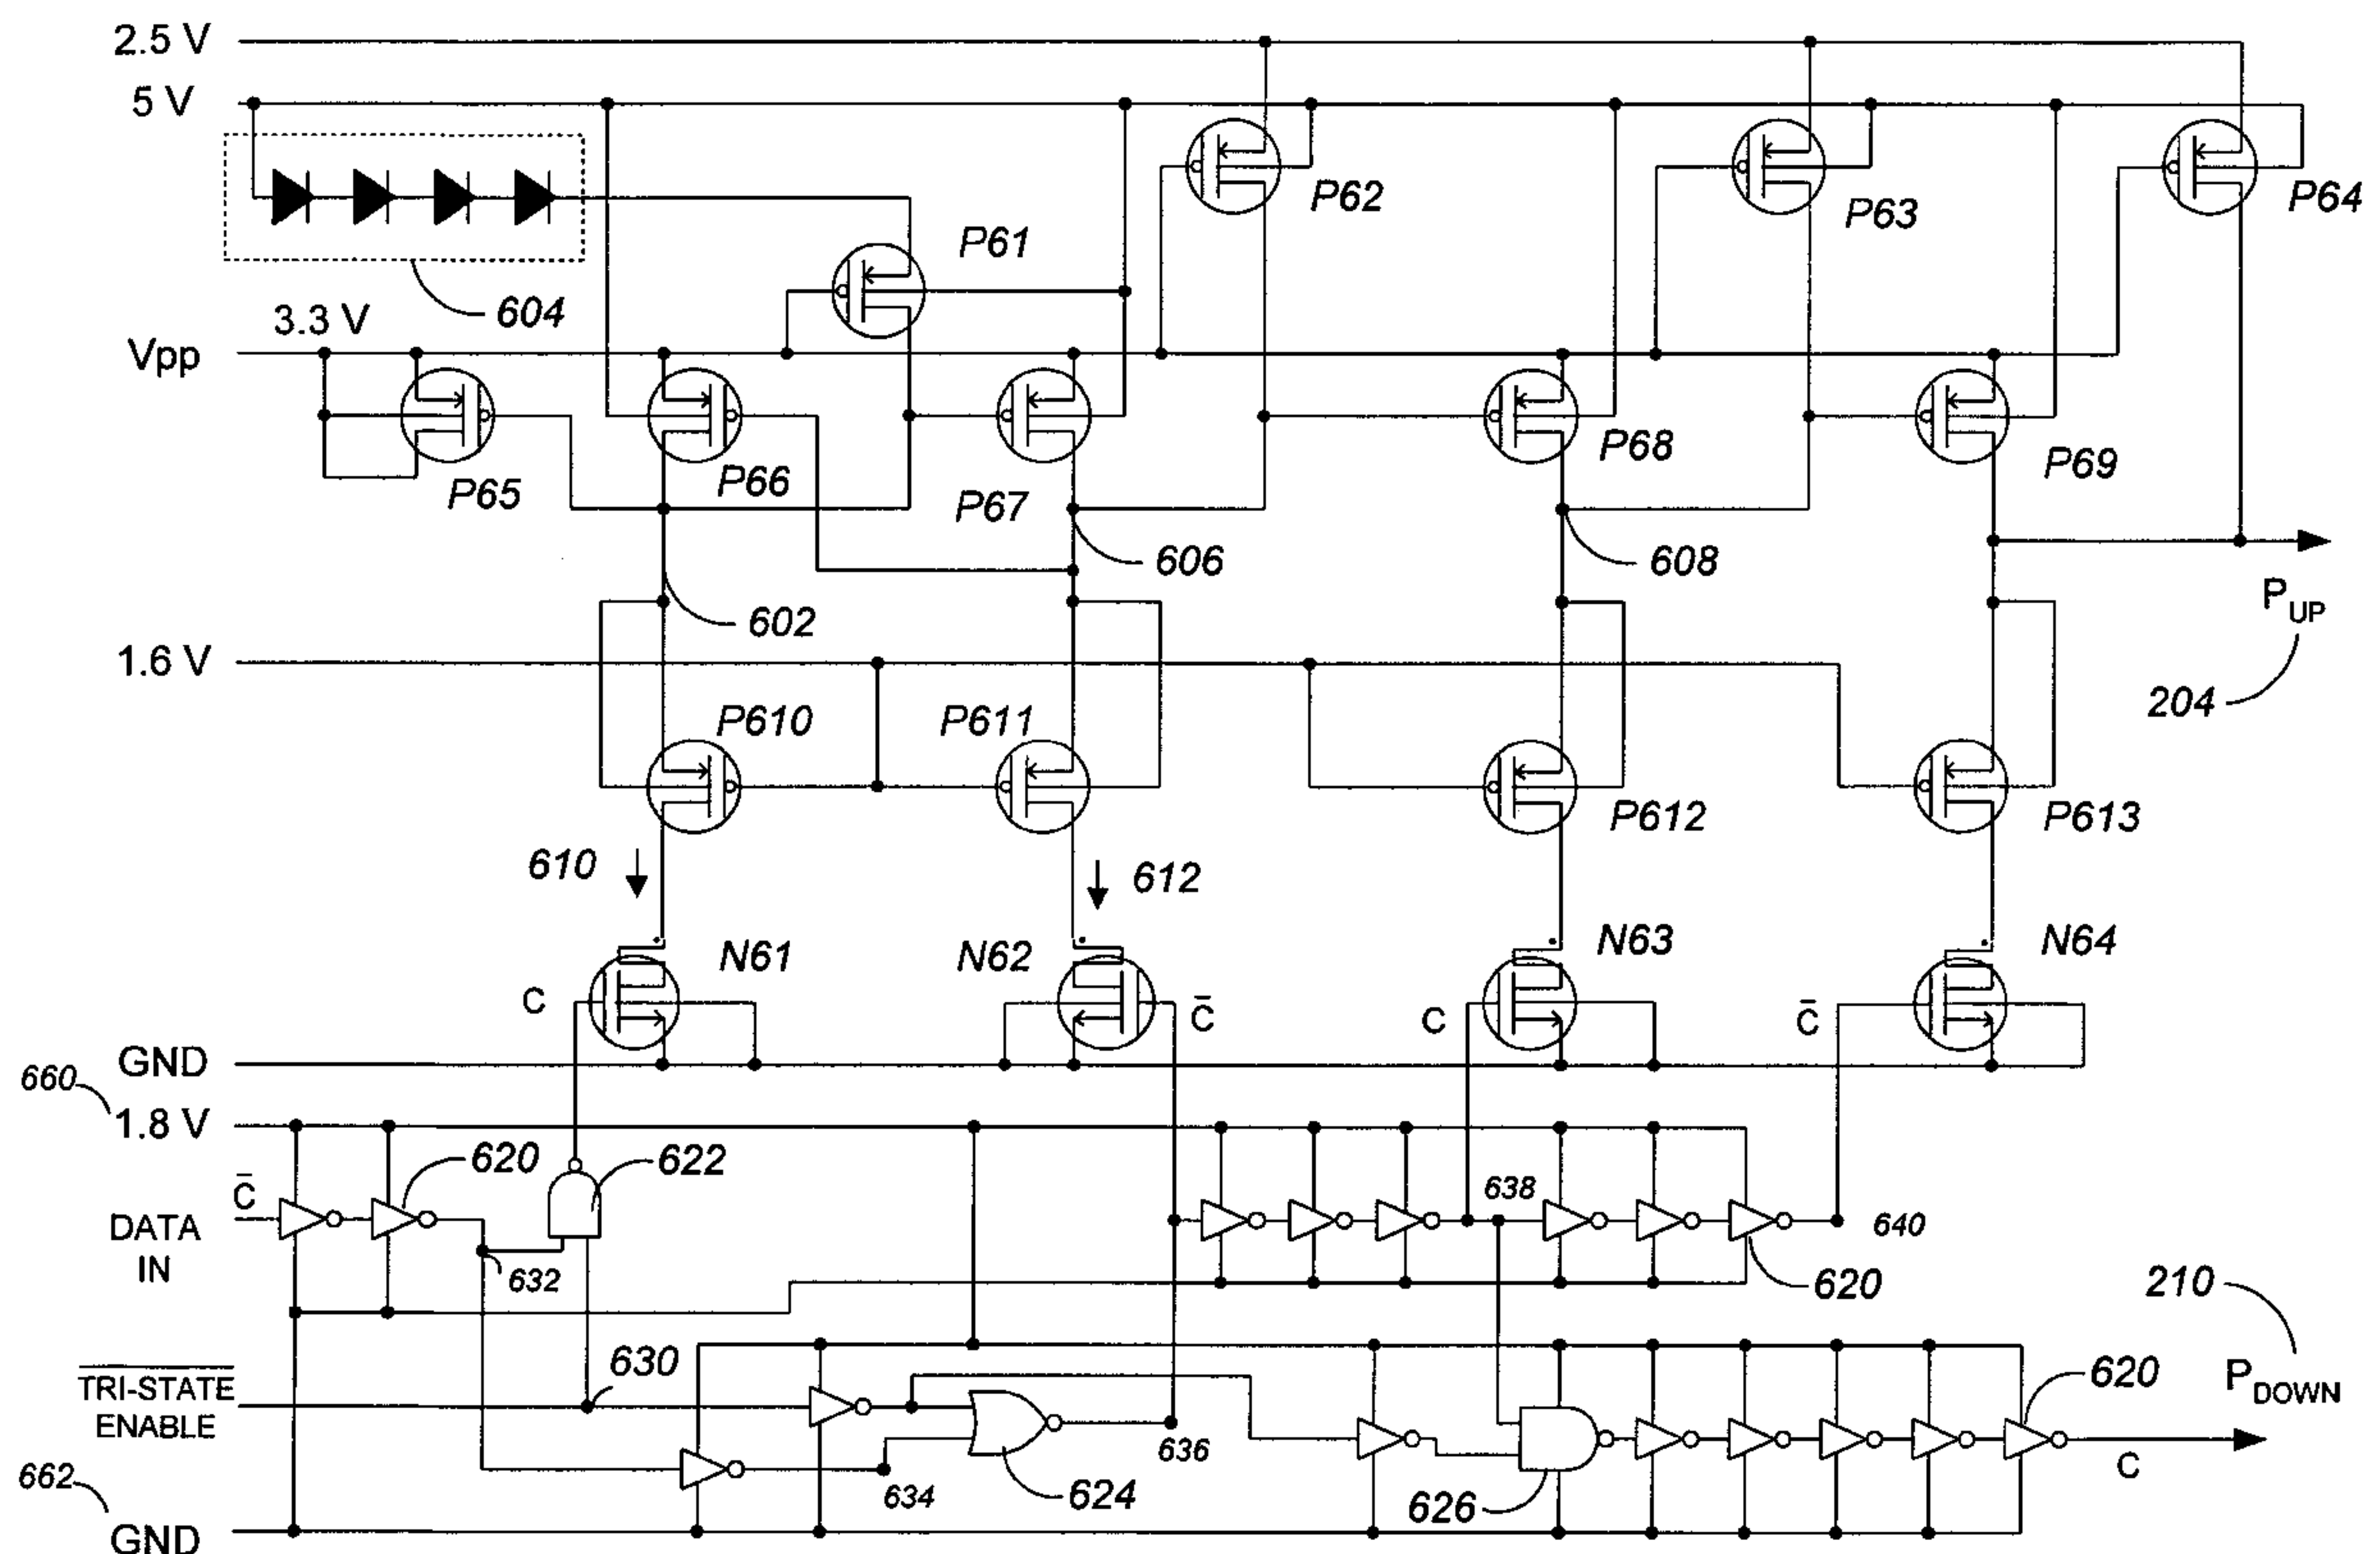 2.5 V
5 V
P62
P63
P64
P61
604
3.3 V
Vpp
P65
P66
P67
P68
P69
606
608
602
P UP
1.6 V
204
P610
P611
P612
P613
610
612
N61
N62
N63
N64
C
C̄
C
C̄
GND
660
1.8 V
620
622
C̄
638
640
DATA
IN
632
620
210
TRI-STATE
ENABLE
630
620
P DOWN
636
C
634
624
626
662
GND